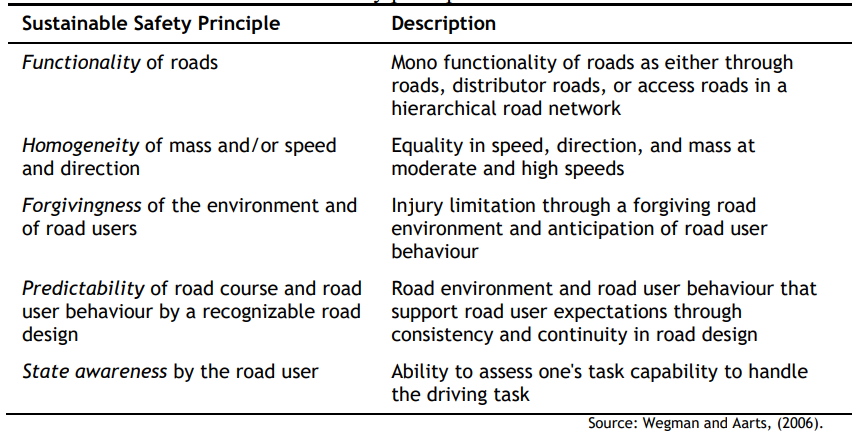 Sustainable Safety Principle Description
Functionality of roads Mono functionality of roads as either through
roads, distributor roads, or access roads in a
hierarchical road network
Homogeneity of mass and/or speed Equality in speed, direction, and mass at
and direction moderate and high speeds
Forgivingness of the environment and Injury limitation through a forgiving road
of road users environment and anticipation of road user
behaviour
Predictability of road course and road Road environment and road user behaviour that
user behaviour by a recognizable road support road user expectations through
design consistency and continuity in road design
State awareness by the road user Ability to assess one's task capability to handle
the driving task
Source: Wegman and Aarts, (2006).